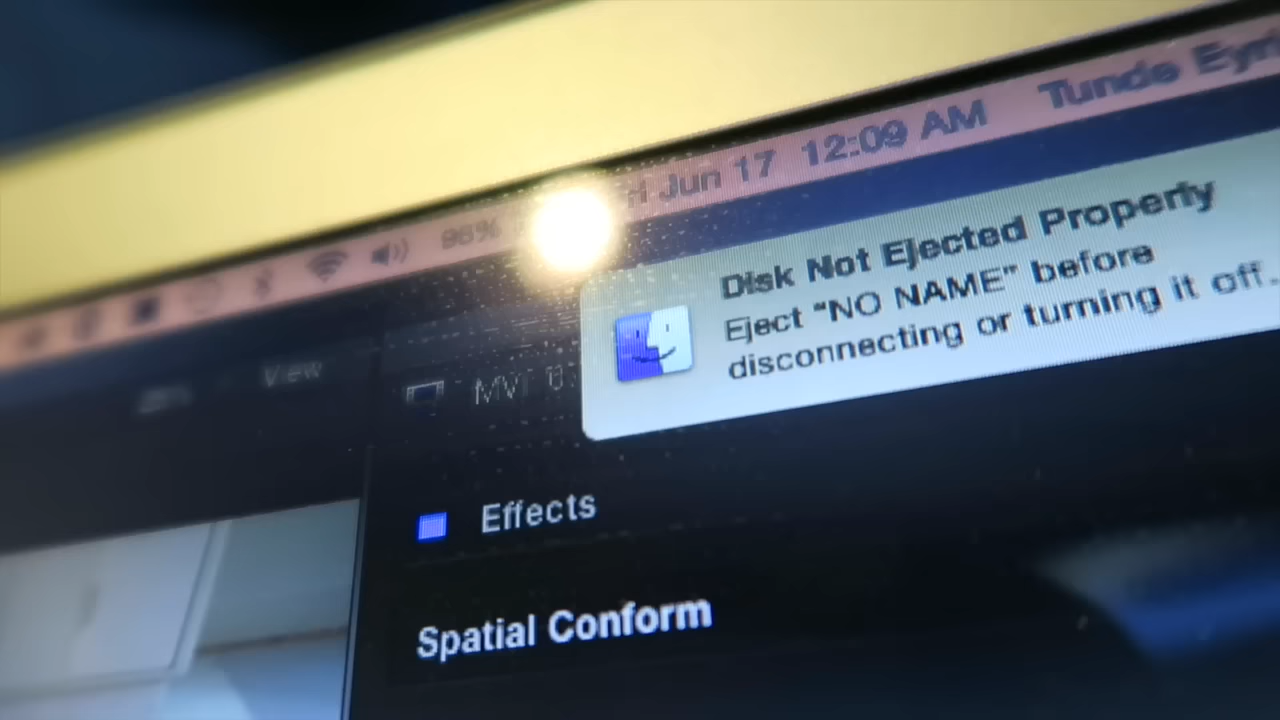 Jun 17 12:09 AM Tunde
Disk Not Ejected Properly
Eject “NO NAME” before
disconnecting or turning it off.
View
Effects
Spatial Conform